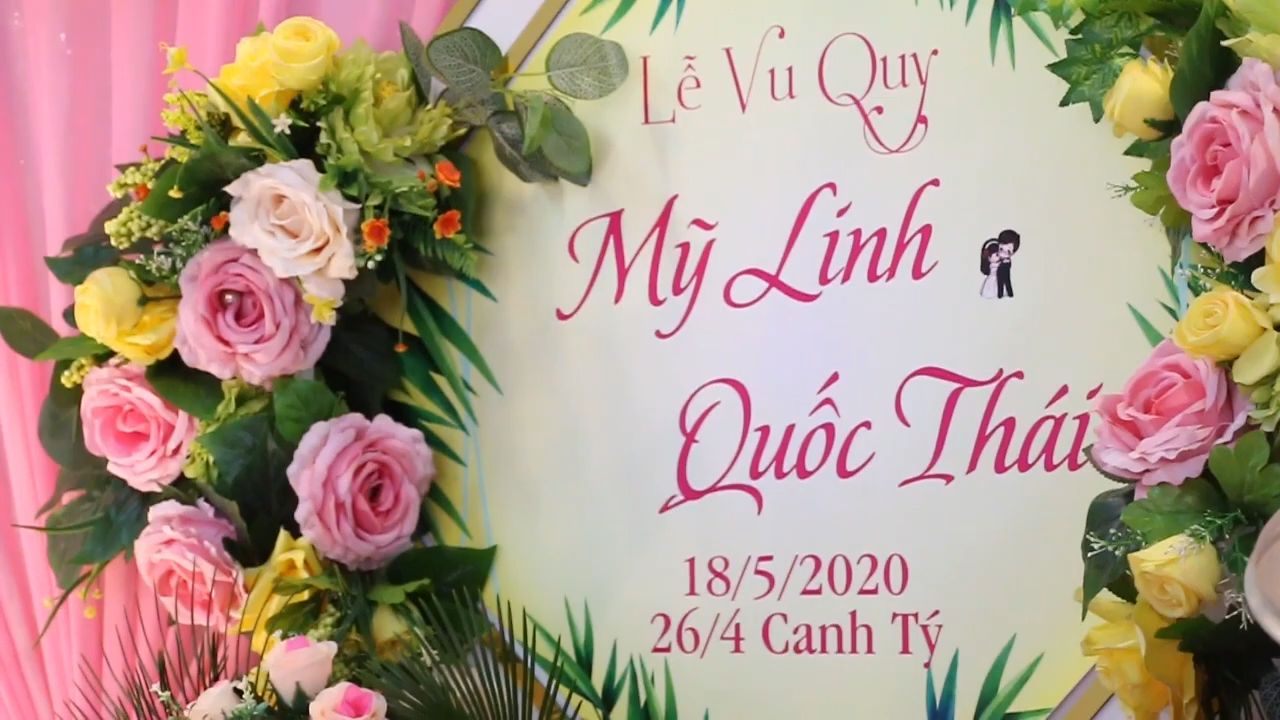 Lễ Vu Quy
Mỹ Linh
Quốc Thái
18/5/2020
26/4 Canh Tý